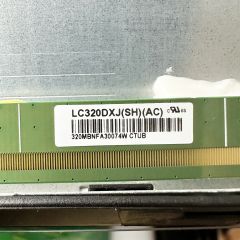 LC320DXJ(SH)(AC)
320MBNFA30074W CTUB